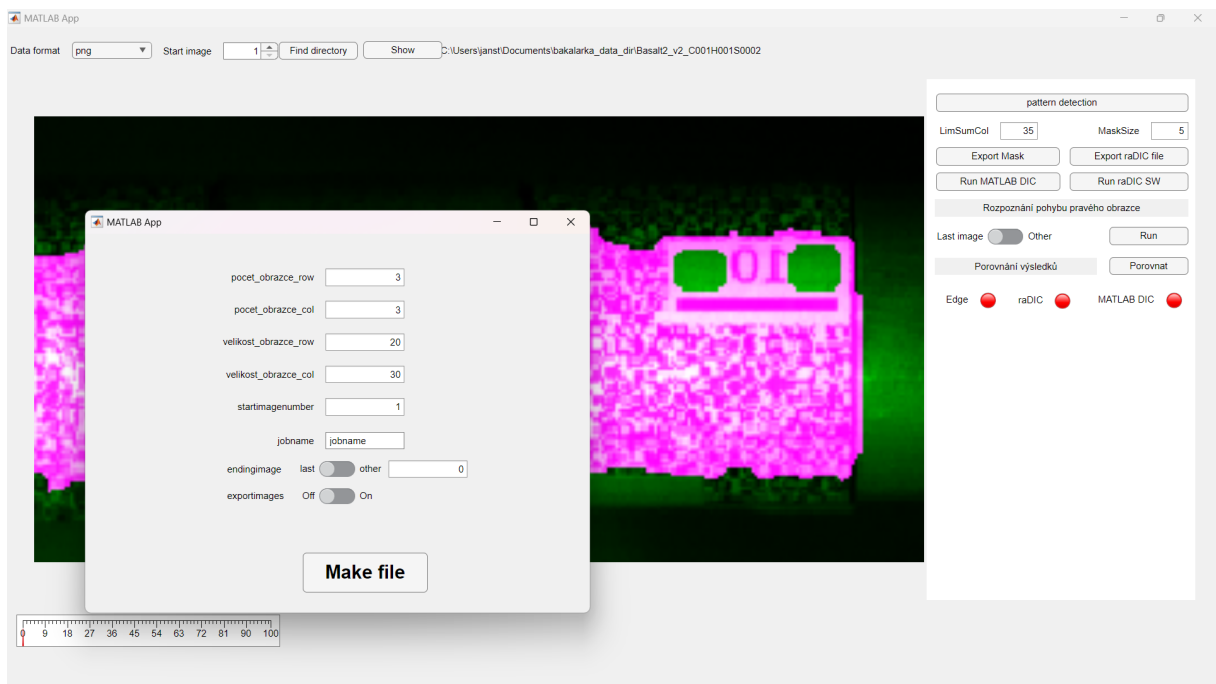 MATLAB App
Data format png Start image 1 Find directory Show C:\Users\janst\Documents\bakalarka_data_dir\Basalt2_v2_C001H001S0002
pattern detection
LimSumCol 35 MaskSize 5
Export Mask Export raDIC file
Run MATLAB DIC Run raDIC SW
Rozpoznání pohybu pravého obrazce
Last image Other Run
Porovnání výsledků Porovnat
Edge raDIC MATLAB DIC
01
MATLAB App
pocet_obrazce_row 3
pocet_obrazce_col 3
velikost_obrazce_row 20
velikost_obrazce_col 30
startimagenumber 1
jobname jobname
endingimage last other 0
exportimages Off On
Make file
0 9 18 27 36 45 54 63 72 81 90 100